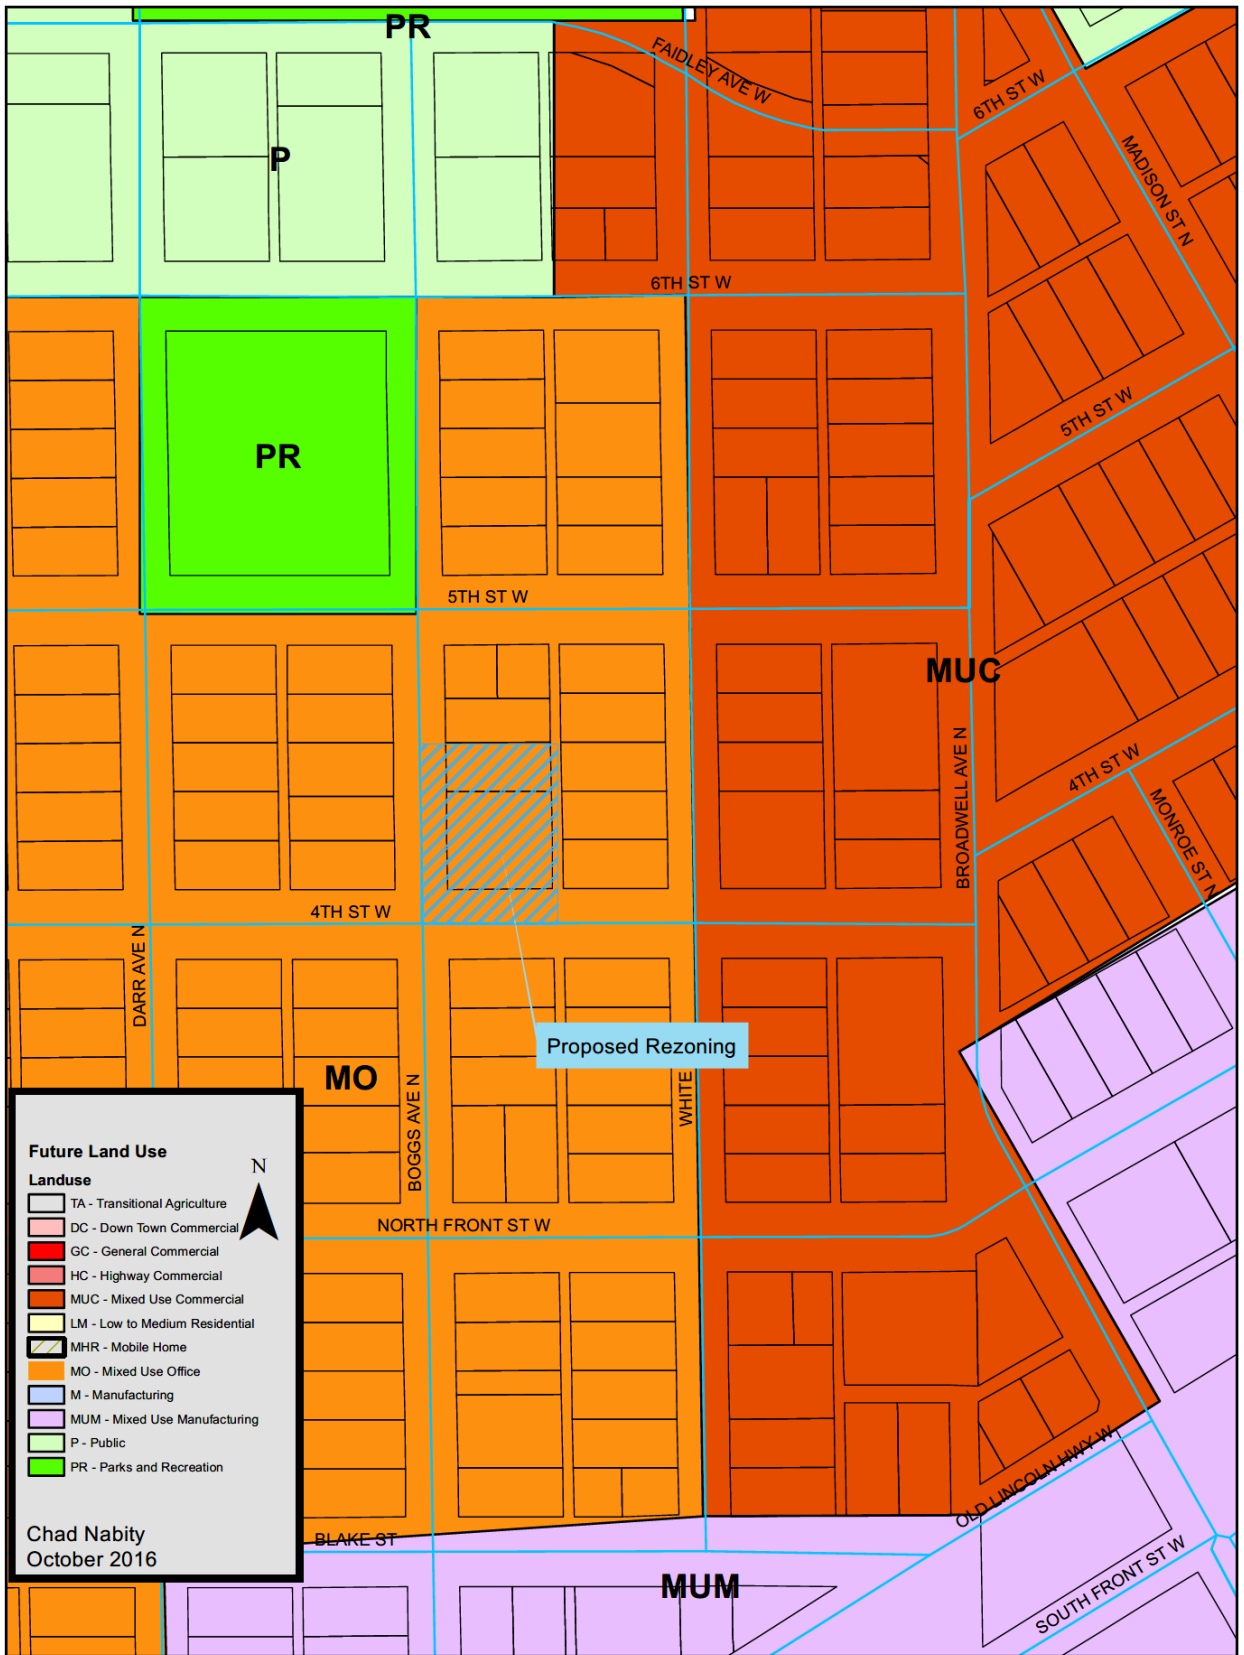 PR
FAIDLEY AVE W
6TH ST W
MADISON ST N
P
6TH ST W
PR
5TH ST W
5TH ST W
MUC
BROADWELL AVE N
4TH ST W
MONROE ST N
4TH ST W
DARR AVE N
Proposed Rezoning
MO
BOGGS AVE N
WHITE
NORTH FRONT ST W
Future Land Use
N
Landuse
TA - Transitional Agriculture
DC - Down Town Commercial
GC - General Commercial
HC - Highway Commercial
MUC - Mixed Use Commercial
LM - Low to Medium Residential
MHR - Mobile Home
MO - Mixed Use Office
M - Manufacturing
MUM - Mixed Use Manufacturing
P - Public
PR - Parks and Recreation
Chad Nabity
October 2016
OLD LINCOLN HWY W
BLAKE ST
MUM
SOUTH FRONT ST W